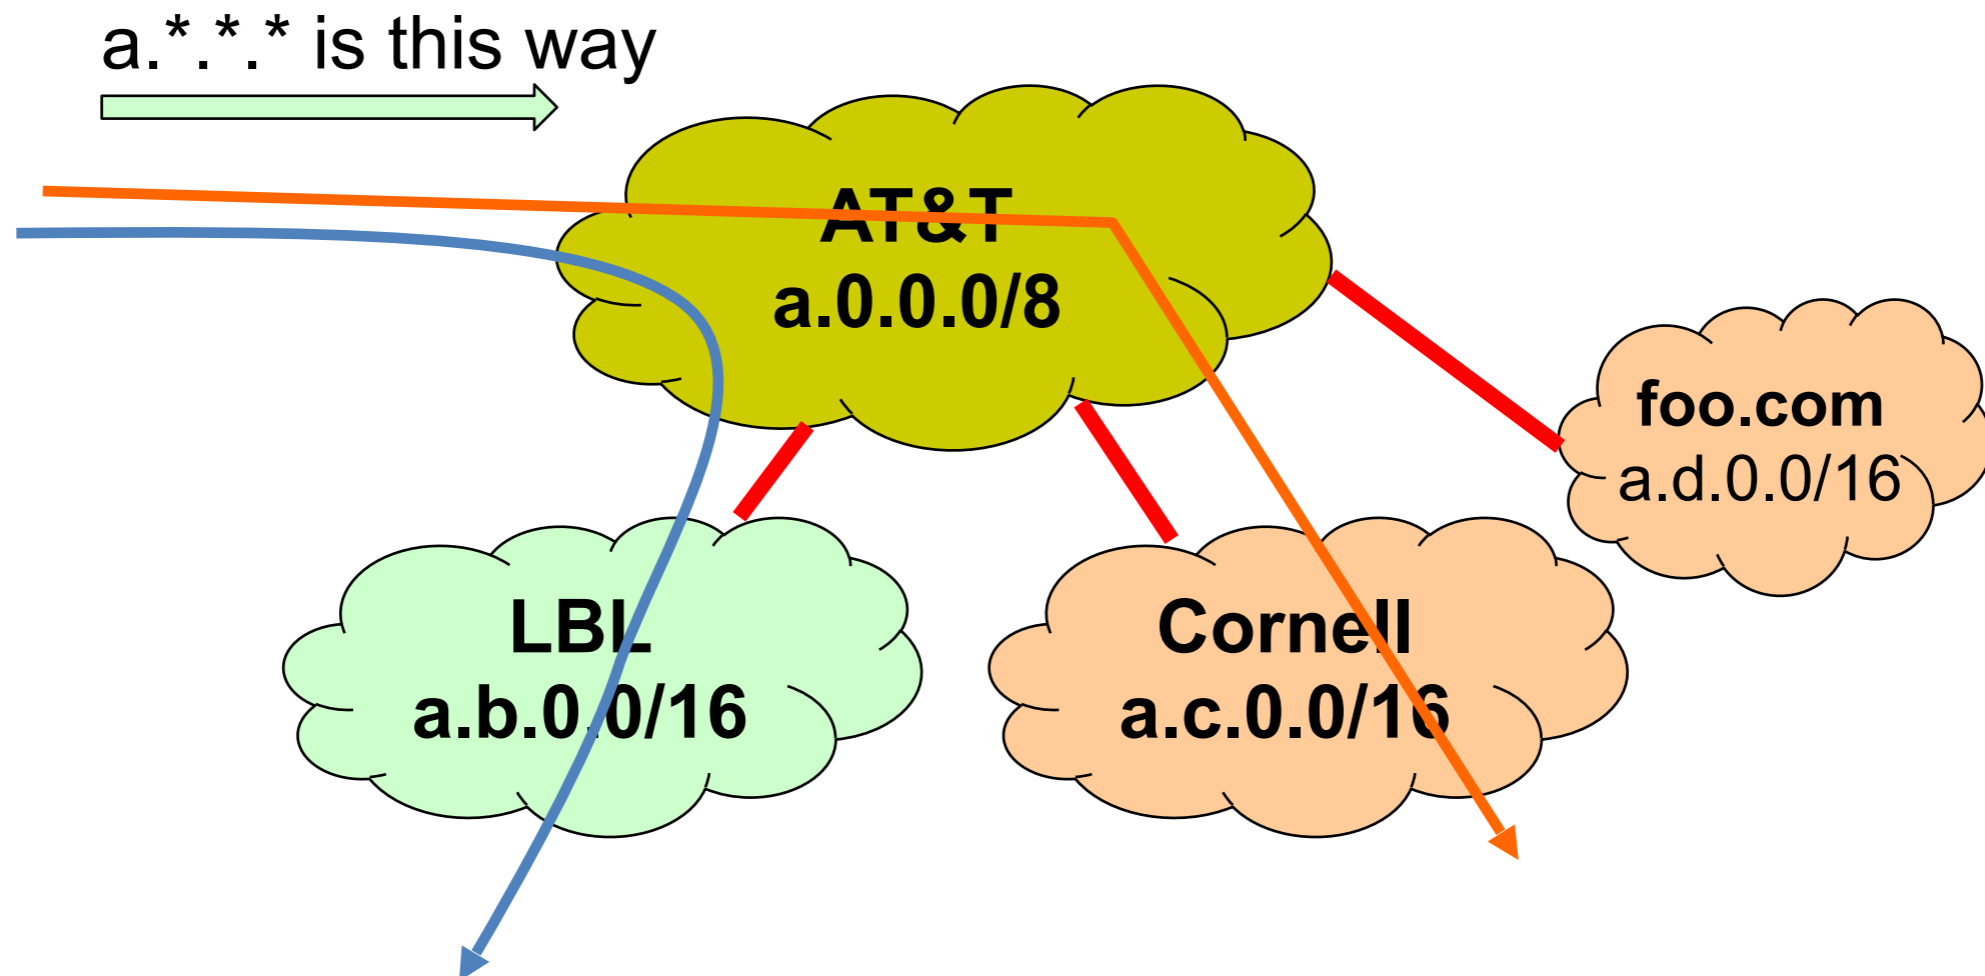 a.*.*.* is this way
AT&T
a.0.0.0/8
foo.com
a.d.0.0/16
LBL
a.b.0.0/16
Cornell
a.c.0.0/16